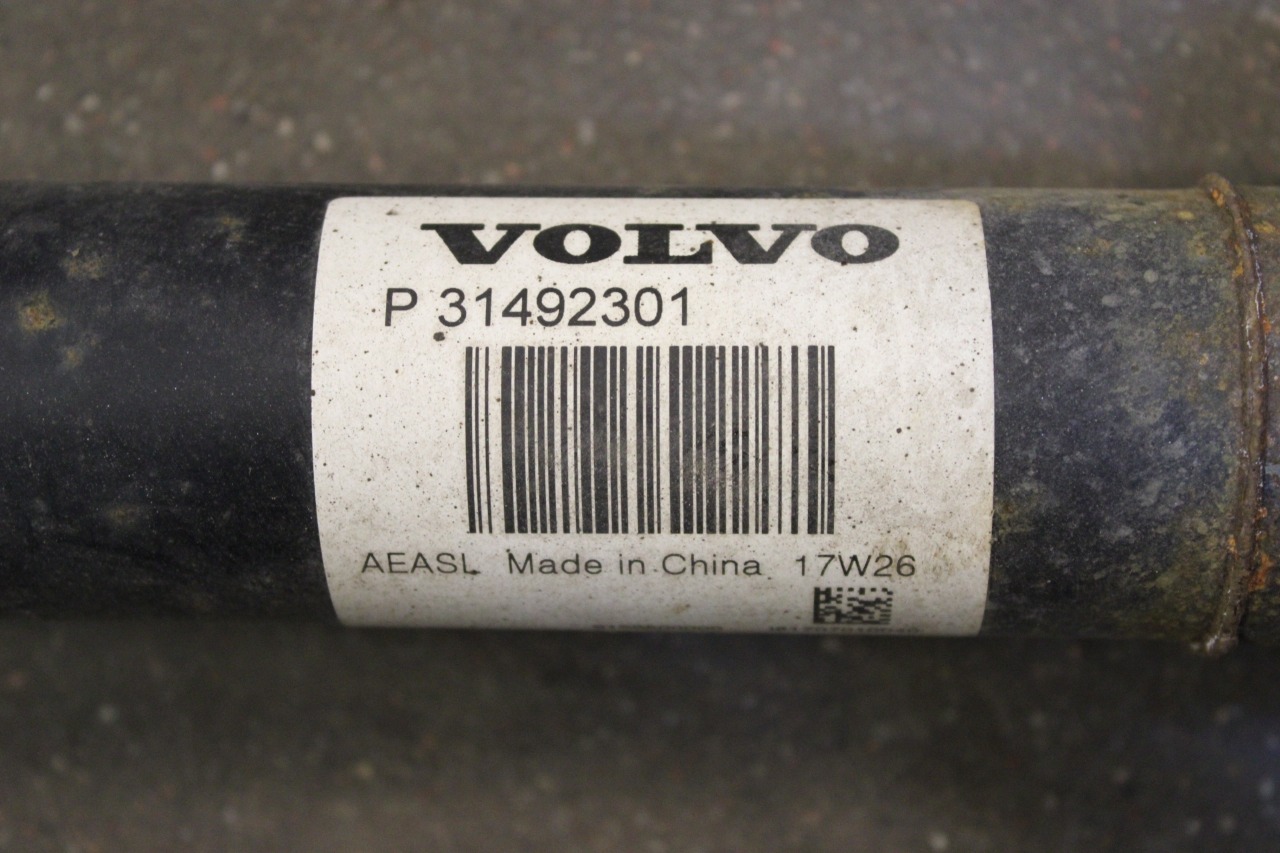 VOLVO
P 31492301
AEASL Made in China 17W26